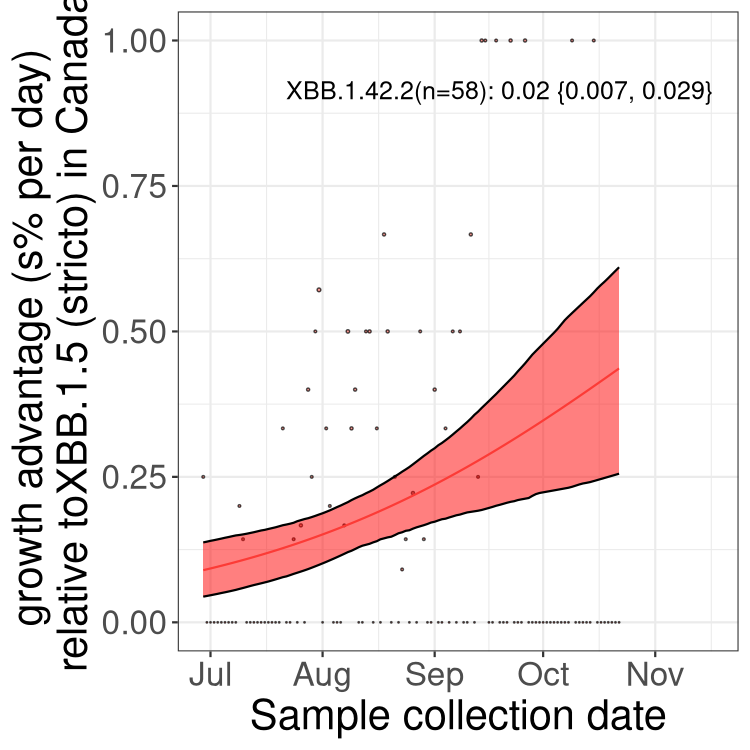 growth advantage (s% per day)
relative toXBB.1.5 (stricto) in Canada
1.00
0.75
0.50
0.25
0.00
XBB.1.42.2(n=58): 0.02 {0.007, 0.029}
Jul Aug Sep Oct Nov
Sample collection date